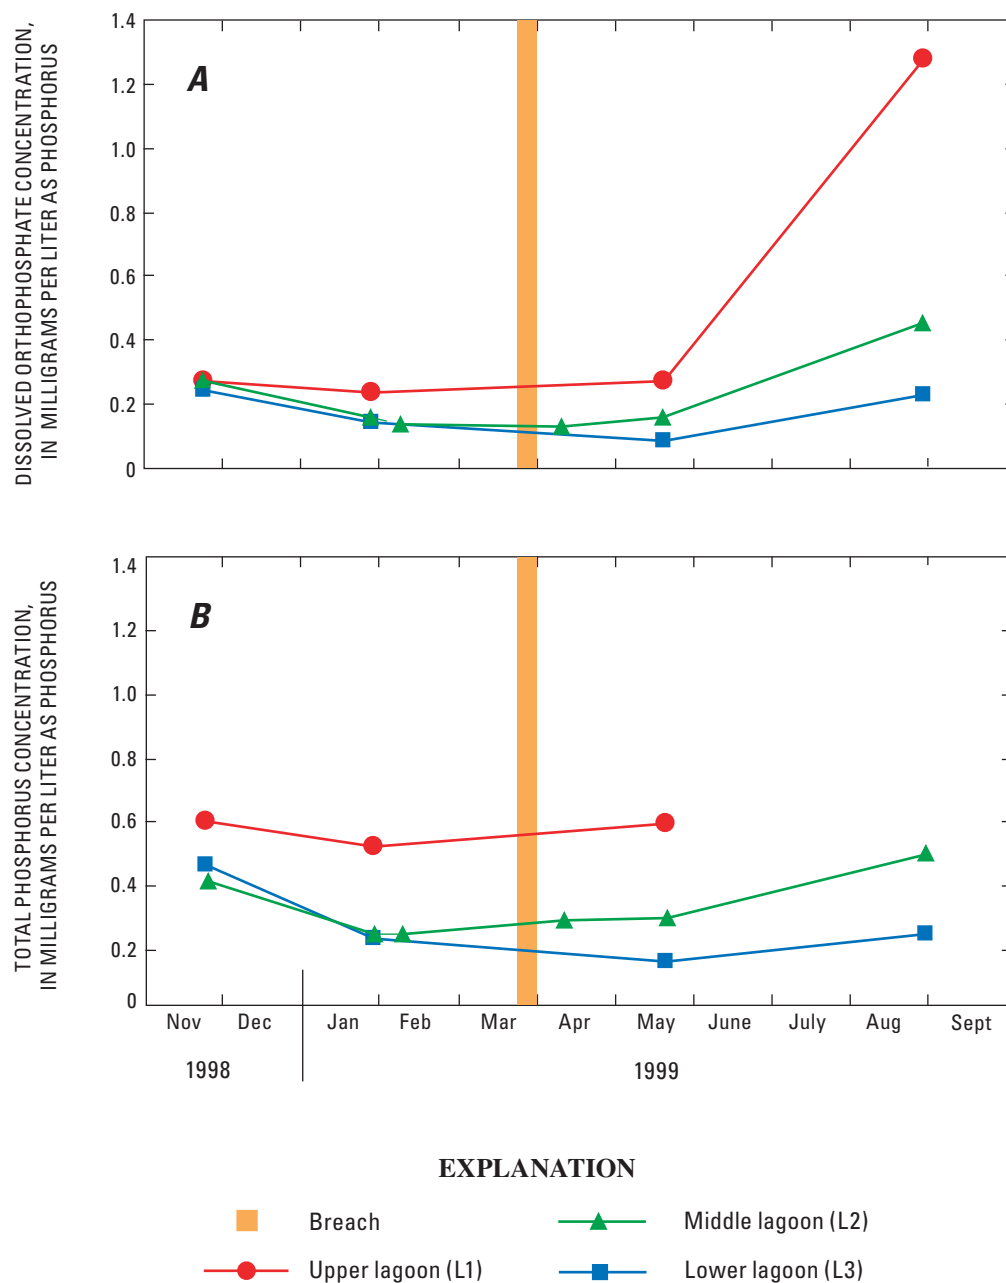 DISSOLVED ORTHOPHOSPHATE CONCENTRATION,
IN MILLIGRAMS PER LITER AS PHOSPHORUS
1.4
1.2
1.0
0.8
0.6
0.4
0.2
0
A
TOTAL PHOSPHORUS CONCENTRATION,
IN MILLIGRAMS PER LITER AS PHOSPHORUS
1.4
1.2
1.0
0.8
0.6
0.4
0.2
0
B
Nov Dec Jan Feb Mar Apr May June July Aug Sept
1998 1999
EXPLANATION
Breach
Middle lagoon (L2)
Upper lagoon (L1)
Lower lagoon (L3)